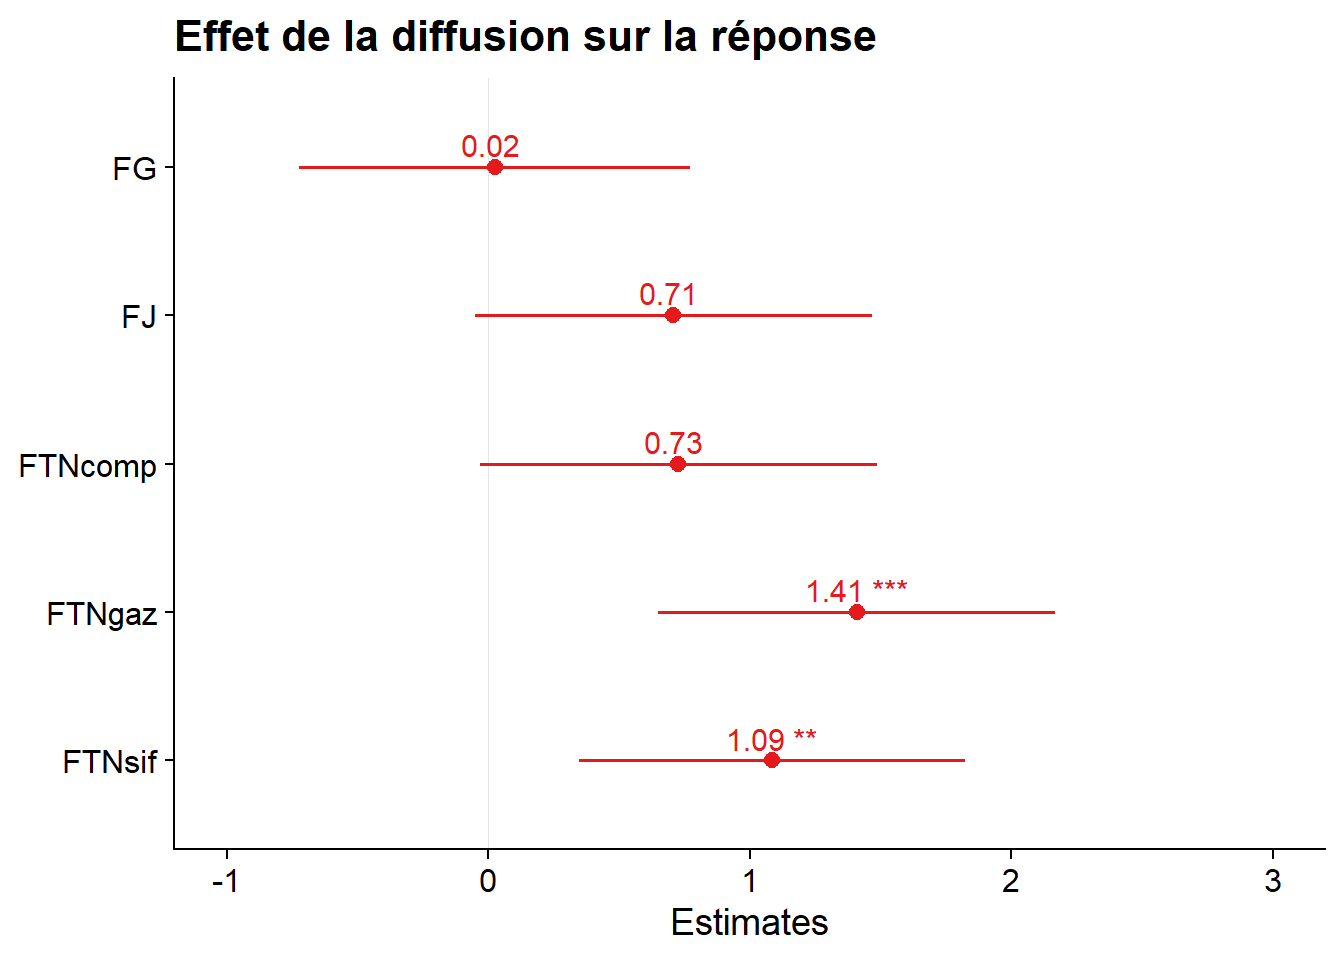 Effet de la diffusion sur la réponse
FG
0.02
FJ
0.71
FTNcomp
0.73
FTNgaz
1.41 ***
FTNsif
1.09 **
-1 0 1 2 3
Estimates